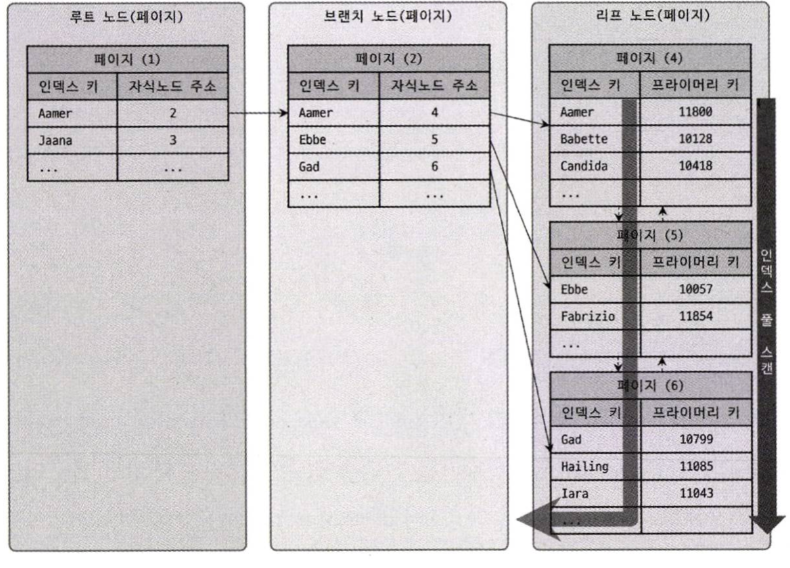 루트 노드(페이지)
페이지 (1)
인덱스 키 자식노드 주소
Aamer 2
Jaana 3
... ...
브랜치 노드(페이지)
페이지 (2)
인덱스 키 자식노드 주소
Aamer 4
Ebbe 5
Gad 6
... ...
리프 노드(페이지)
페이지 (4)
인덱스 키 프라이머리 키
Aamer 11800
Babette 10128
Candida 10418
...
페이지 (5)
인덱스 키 프라이머리 키
Ebbe 10057
Fabrizio 11854
...
페이지 (6)
인덱스 키 프라이머리 키
Gad 10799
Hailing 11085
Iara 11043
...
인덱스 풀 스캔